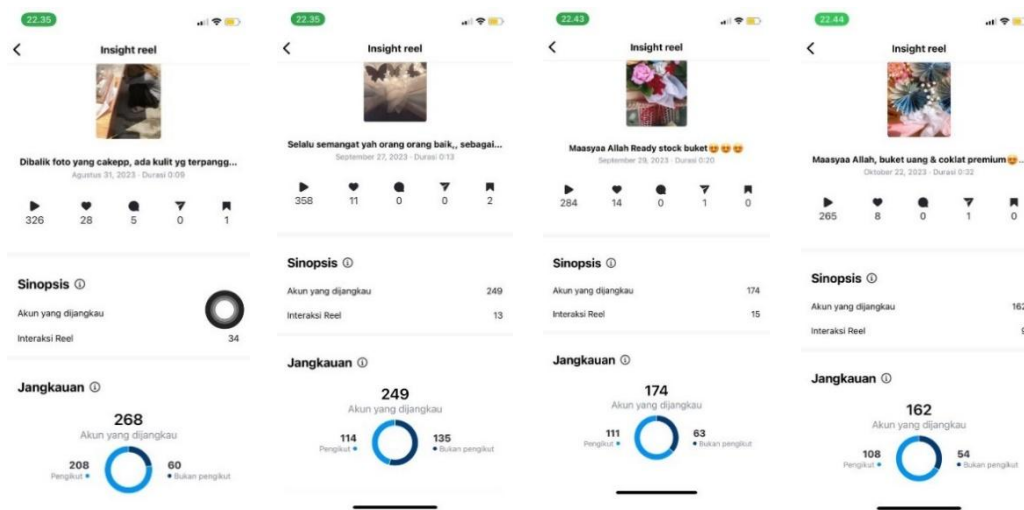 22.35
Insight reel
Dibalik foto yang cakepp, ada kulit yg terpangg...
Agustus 31, 2023 · Durasi 0:09
326 28 5 0 1
Sinopsis
Akun yang dijangkau
Interaksi Reel 34
Jangkauan
268
Akun yang dijangkau
208 60
Pengikut Bukan pengikut
22.35
Insight reel
Selalu semangat yah orang orang baik,, sebagai...
September 27, 2023 · Durasi 0:13
358 11 0 0 2
Sinopsis
Akun yang dijangkau 249
Interaksi Reel 13
Jangkauan
249
Akun yang dijangkau
114 135
Pengikut Bukan pengikut
22.43
Insight reel
Maasyaa Allah Ready stock buket😍😍😍
September 29, 2023 · Durasi 0:20
284 14 0 1 0
Sinopsis
Akun yang dijangkau 174
Interaksi Reel 15
Jangkauan
174
Akun yang dijangkau
111 63
Pengikut Bukan pengikut
22.44
Insight reel
Maasyaa Allah, buket uang & coklat premium😍...
Oktober 22, 2023 · Durasi 0:32
265 8 0 1 0
Sinopsis
Akun yang dijangkau 162
Interaksi Reel 9
Jangkauan
162
Akun yang dijangkau
108 54
Pengikut Bukan pengikut